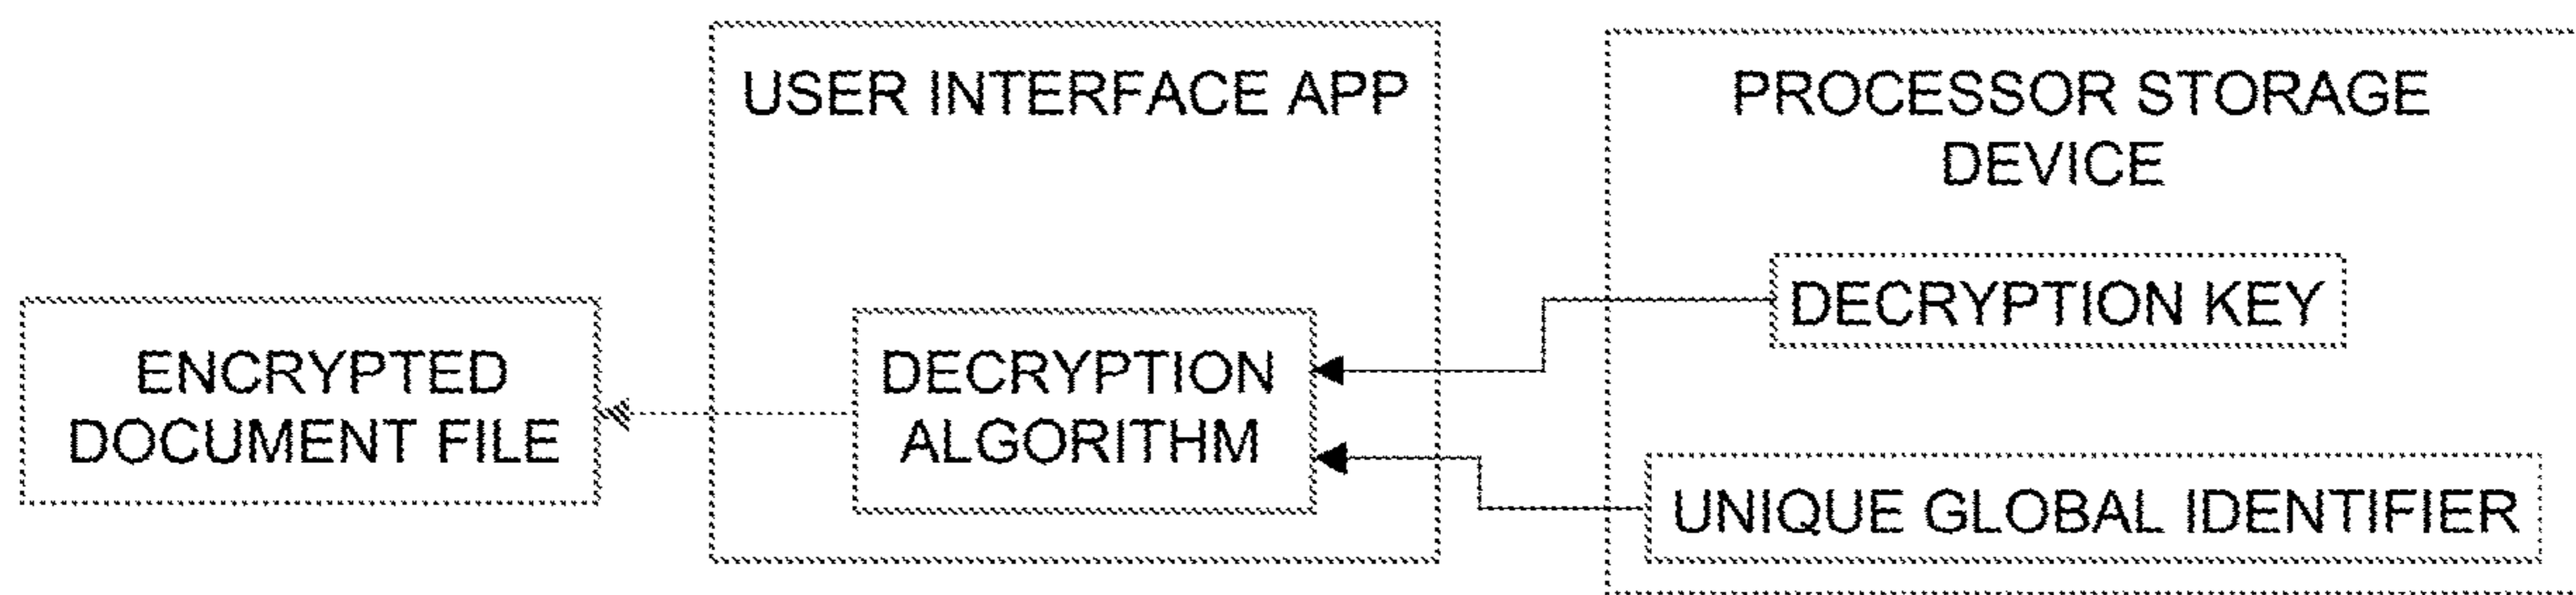 USER INTERFACE APP
PROCESSOR STORAGE
DEVICE
DECRYPTION KEY
ENCRYPTED
DOCUMENT FILE
DECRYPTION
ALGORITHM
UNIQUE GLOBAL IDENTIFIER